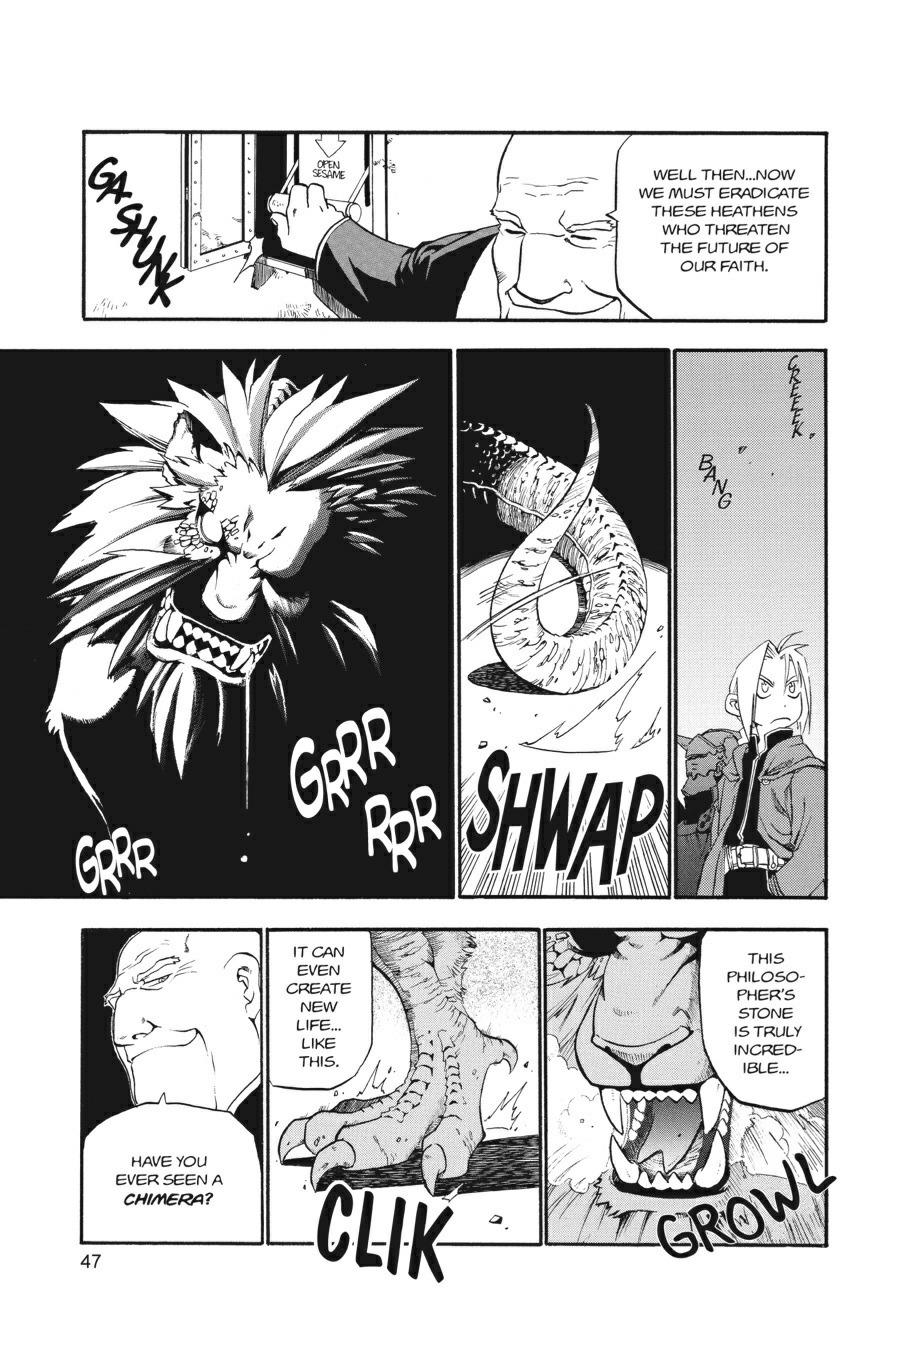 WELL THEN...NOW
WE MUST ERADICATE
THESE HEATHENS
WHO THREATEN
THE FUTURE OF
OUR FAITH.
OPEN
SESAME
GA
SHUNK
CREEEK
BANG
SHWAP
GRRR
RRR
GRRR
THIS
PHILOSO-
PHER'S
STONE
IS TRULY
INCRED-
IBLE...
GROWL
IT CAN
EVEN
CREATE
NEW
LIFE...
LIKE
THIS.
CLIK
HAVE YOU
EVER SEEN A
CHIMERA?
47